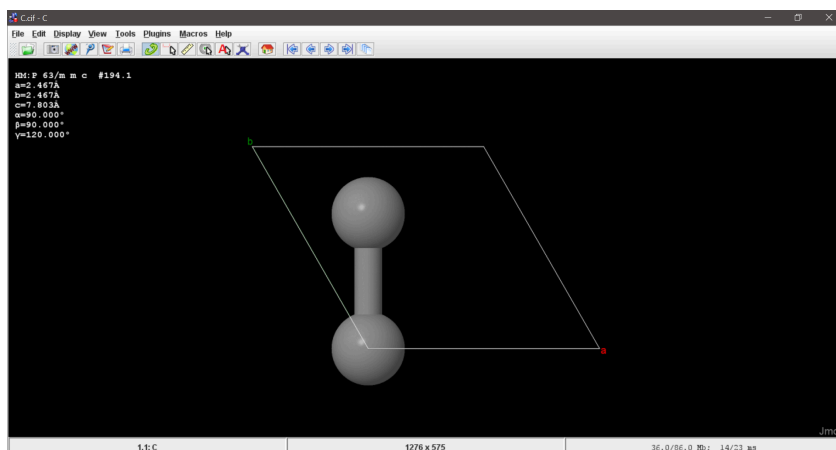 C.cif - C
File Edit Display View Tools Plugins Macros Help
HM:P 63/m m c #194.1
a=2.467Å
b=2.467Å
c=7.803Å
α=90.000°
β=90.000°
γ=120.000°
b
a
Jmo
1.1: C 1276 x 575 36.0/86.0 Mb; 14/23 ms